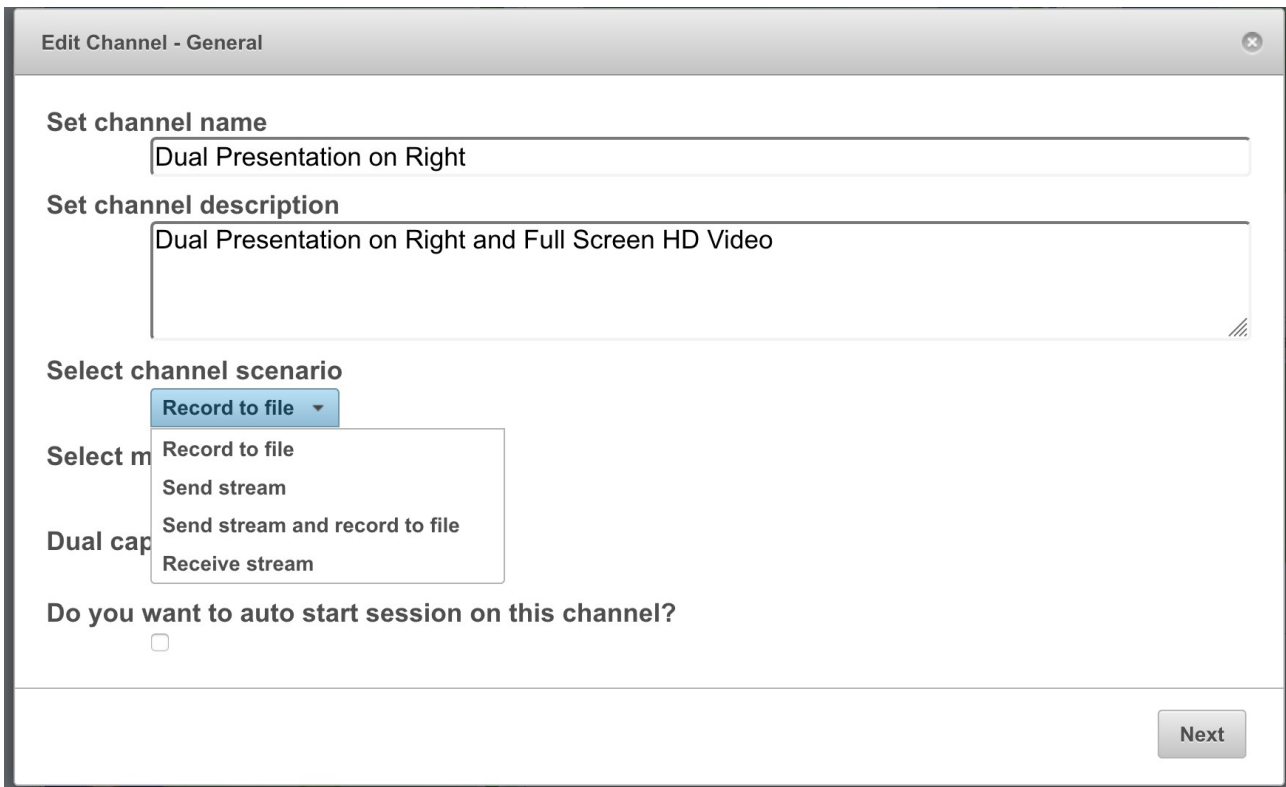 Edit Channel - General
Set channel name
Dual Presentation on Right
Set channel description
Dual Presentation on Right and Full Screen HD Video
Select channel scenario
Record to file
Record to file
Select m
Send stream
Send stream and record to file
Dual cap
Receive stream
Do you want to auto start session on this channel?
Next